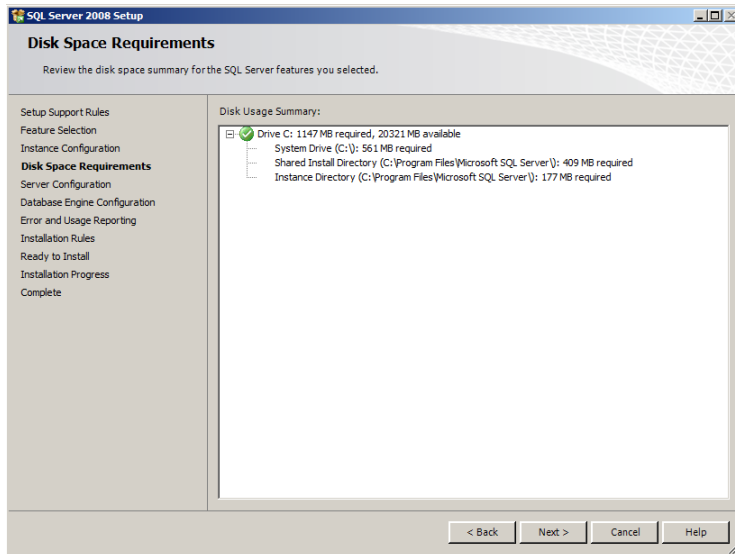 SQL Server 2008 Setup
Disk Space Requirements
Review the disk space summary for the SQL Server features you selected.
Setup Support Rules
Feature Selection
Instance Configuration
Disk Space Requirements
Server Configuration
Database Engine Configuration
Error and Usage Reporting
Installation Rules
Ready to Install
Installation Progress
Complete
Disk Usage Summary:
Drive C: 1147 MB required, 20321 MB available
System Drive (C:\): 561 MB required
Shared Install Directory (C:\Program Files\Microsoft SQL Server\): 409 MB required
Instance Directory (C:\Program Files\Microsoft SQL Server\): 177 MB required
< Back
Next >
Cancel
Help